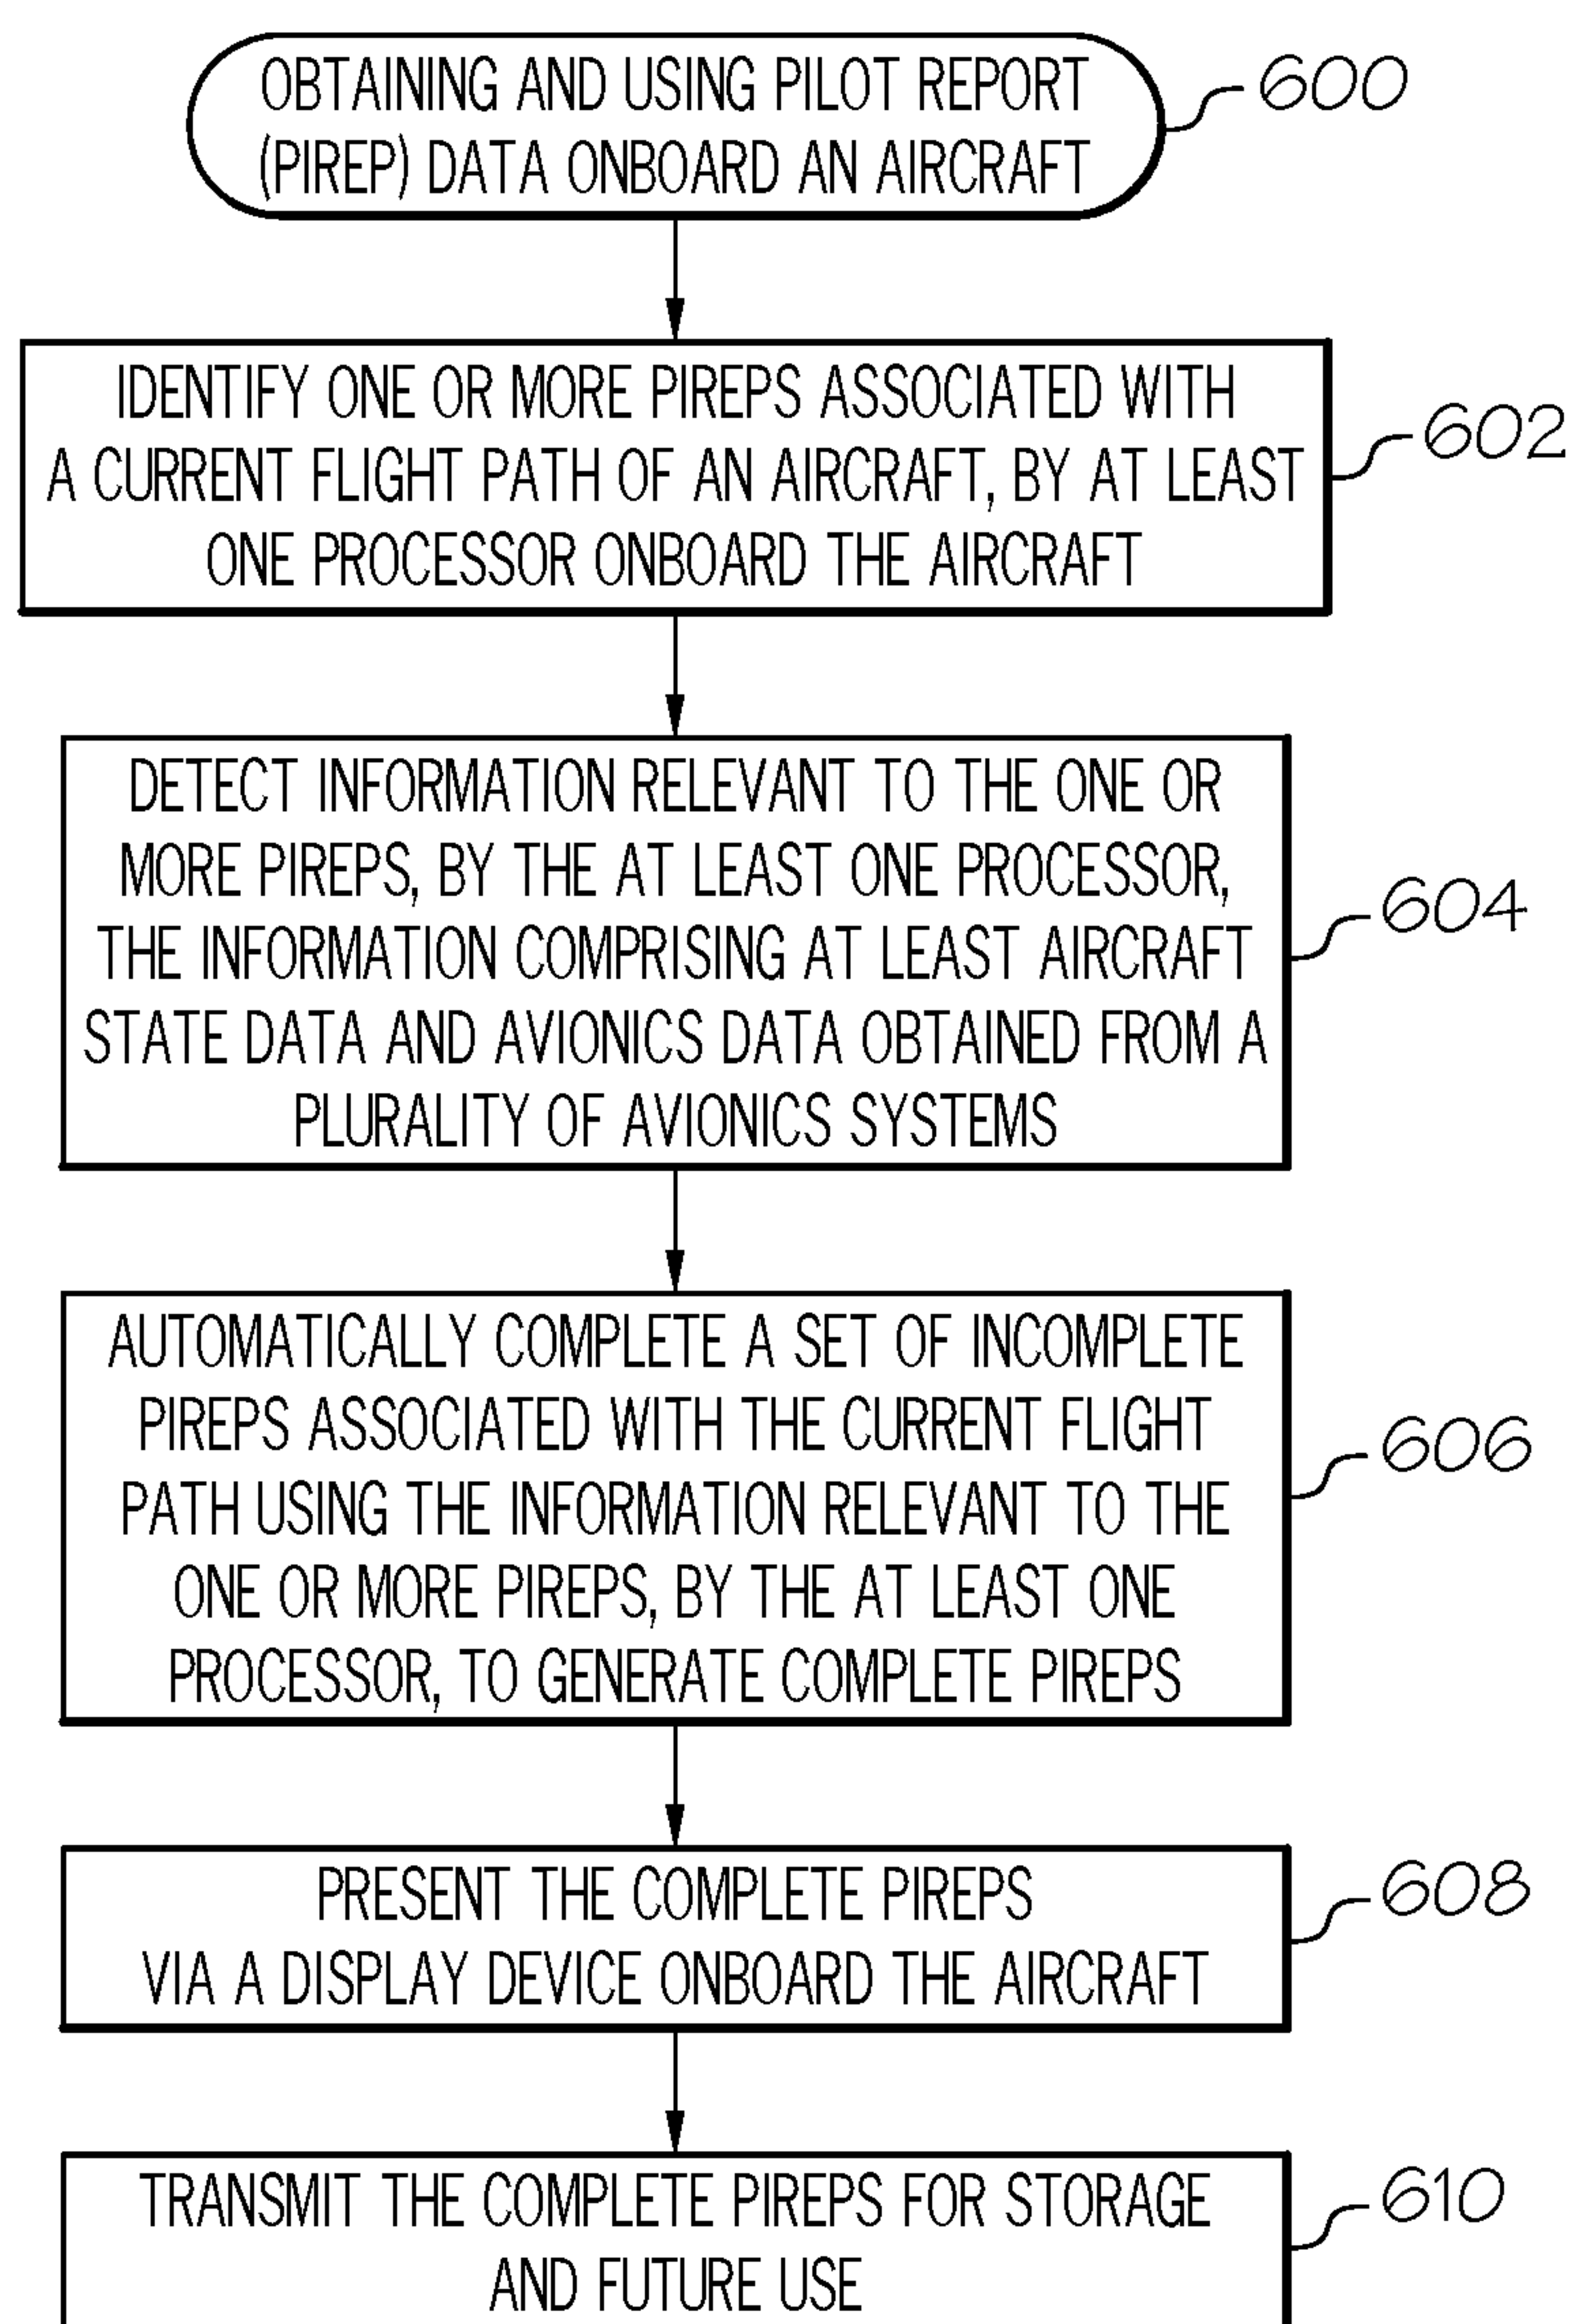 OBTAINING AND USING PILOT REPORT
(PIREP) DATA ONBOARD AN AIRCRAFT
600
IDENTIFY ONE OR MORE PIREPS ASSOCIATED WITH
A CURRENT FLIGHT PATH OF AN AIRCRAFT, BY AT LEAST
ONE PROCESSOR ONBOARD THE AIRCRAFT
602
DETECT INFORMATION RELEVANT TO THE ONE OR
MORE PIREPS, BY THE AT LEAST ONE PROCESSOR,
THE INFORMATION COMPRISING AT LEAST AIRCRAFT
STATE DATA AND AVIONICS DATA OBTAINED FROM A
PLURALITY OF AVIONICS SYSTEMS
604
AUTOMATICALLY COMPLETE A SET OF INCOMPLETE
PIREPS ASSOCIATED WITH THE CURRENT FLIGHT
PATH USING THE INFORMATION RELEVANT TO THE
ONE OR MORE PIREPS, BY THE AT LEAST ONE
PROCESSOR, TO GENERATE COMPLETE PIREPS
606
PRESENT THE COMPLETE PIREPS
VIA A DISPLAY DEVICE ONBOARD THE AIRCRAFT
608
TRANSMIT THE COMPLETE PIREPS FOR STORAGE
AND FUTURE USE
610